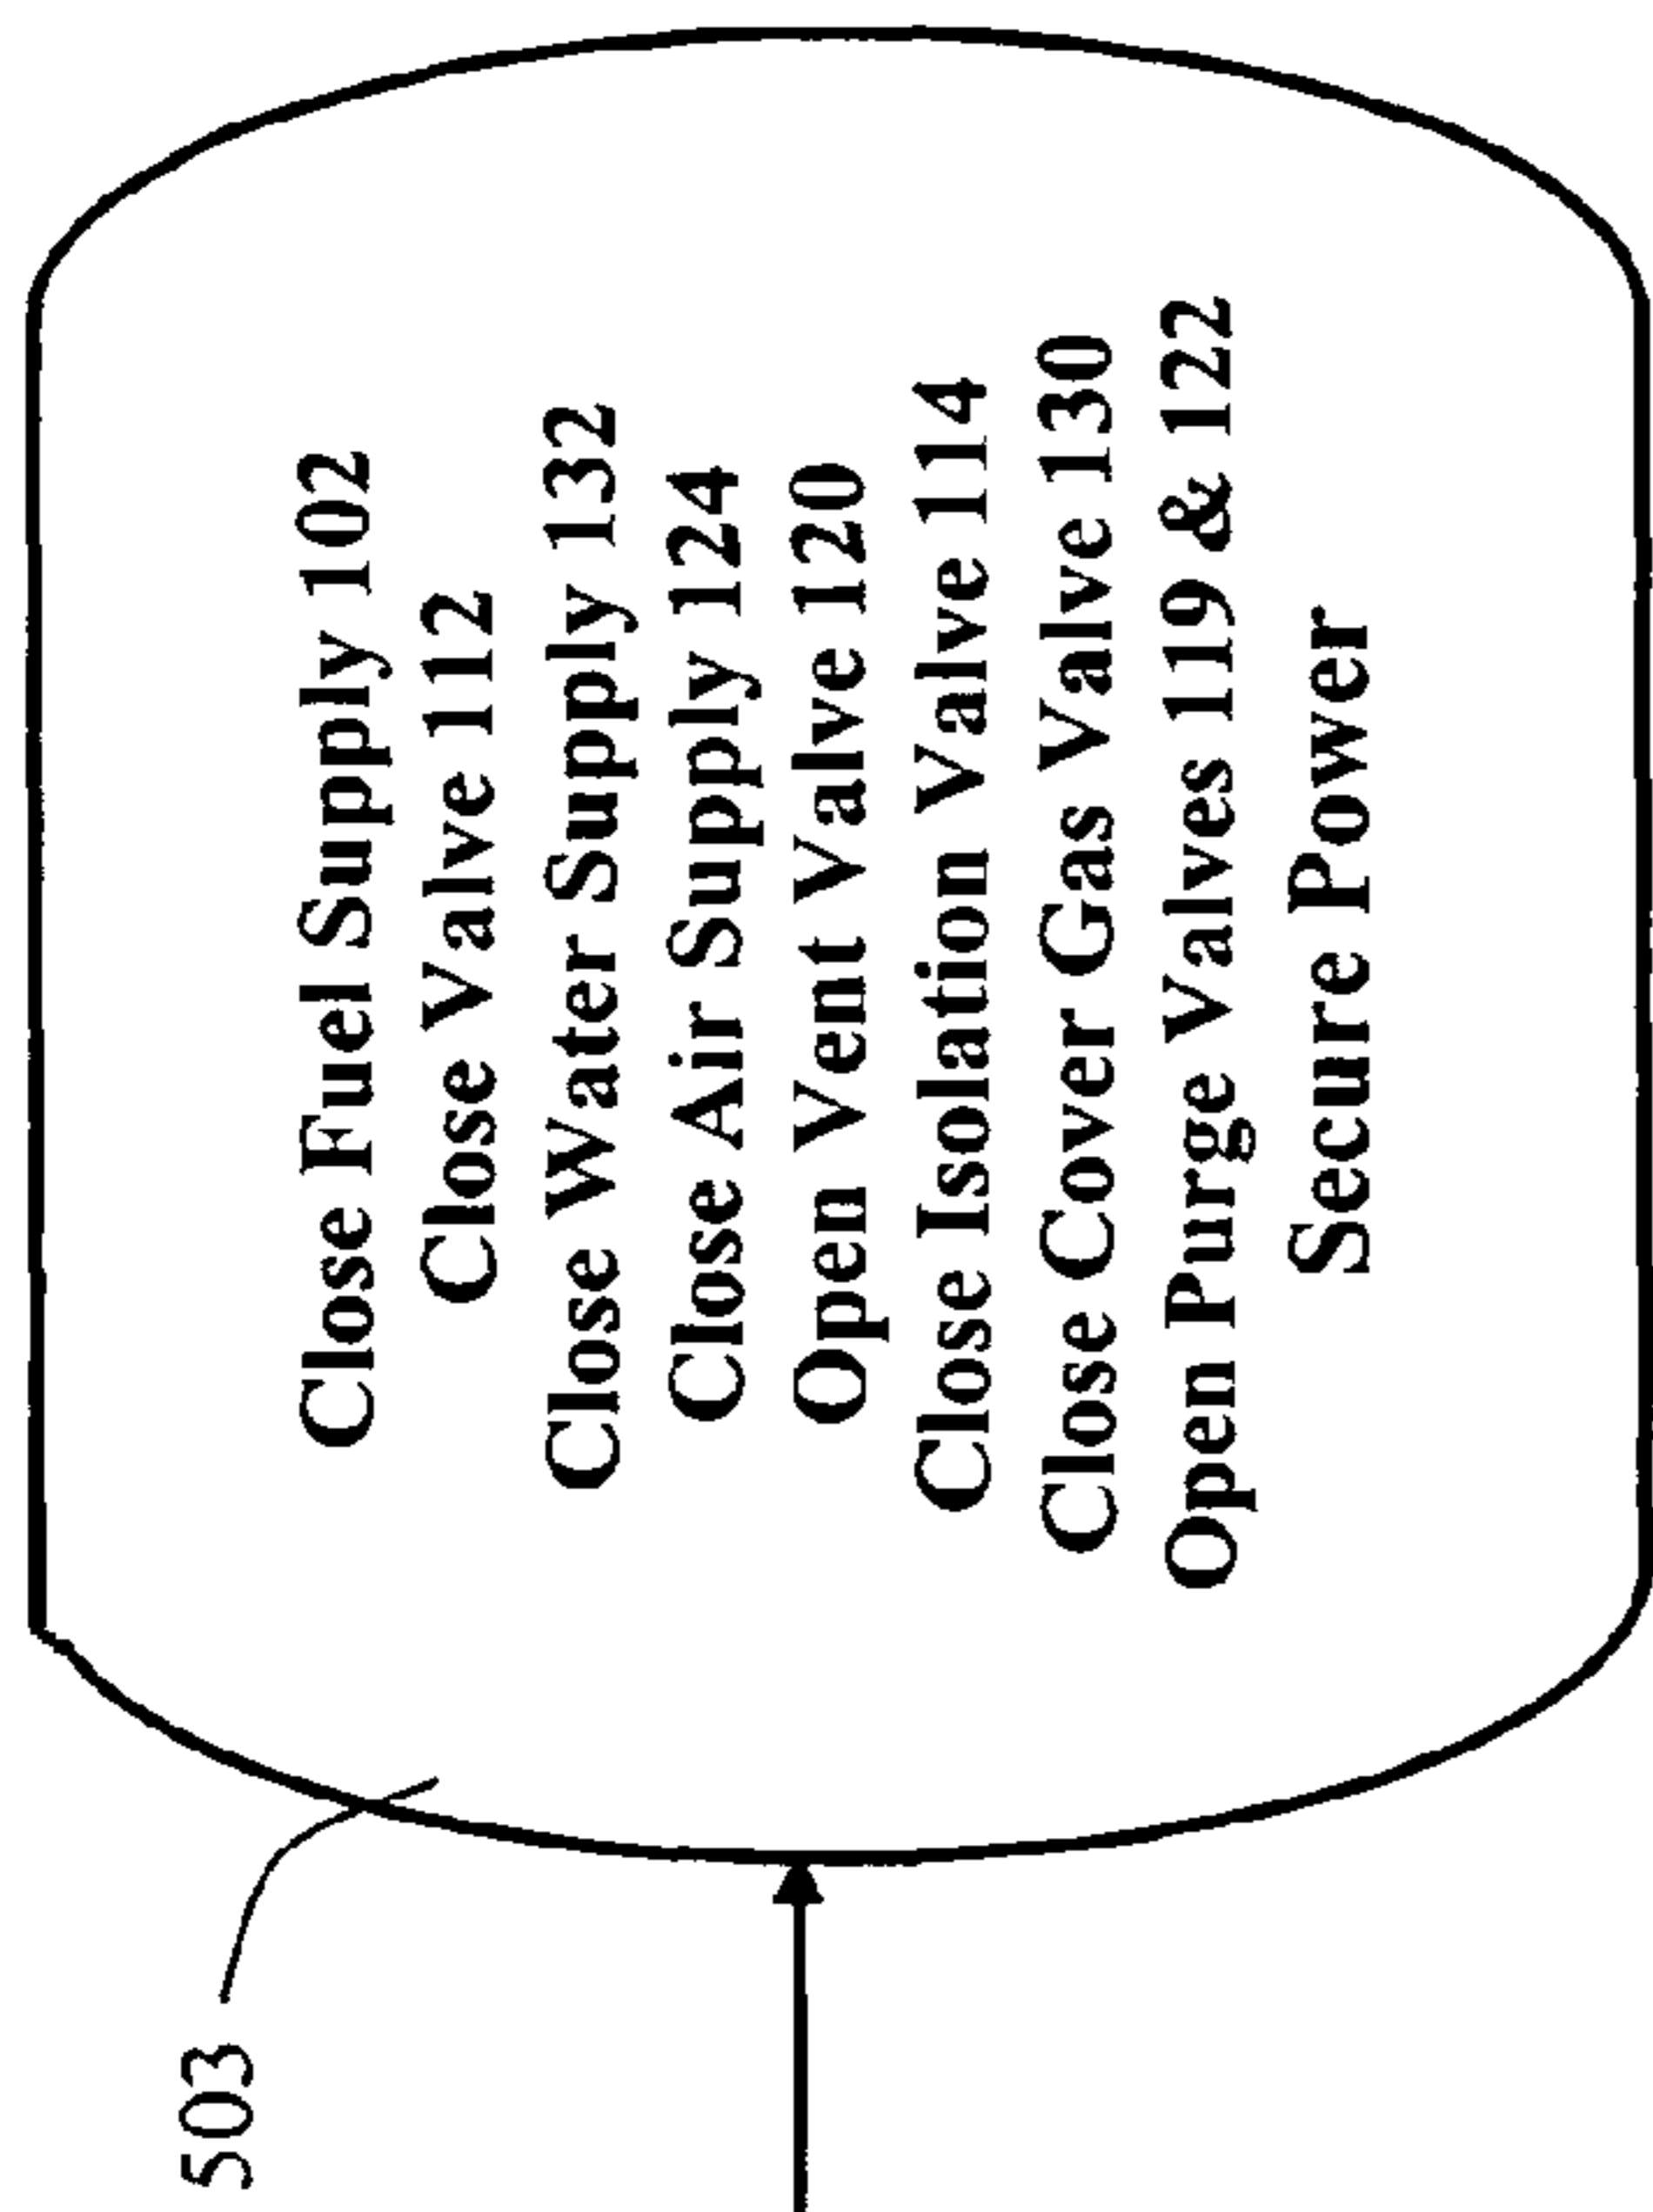 503
Close Fuel Supply 102
Close Valve 112
Close Water Supply 132
Close Air Supply 124
Open Vent Valve 120
Close Isolation Valve 114
Close Cover Gas Valve 130
Open Purge Valves 119 & 122
Secure Power